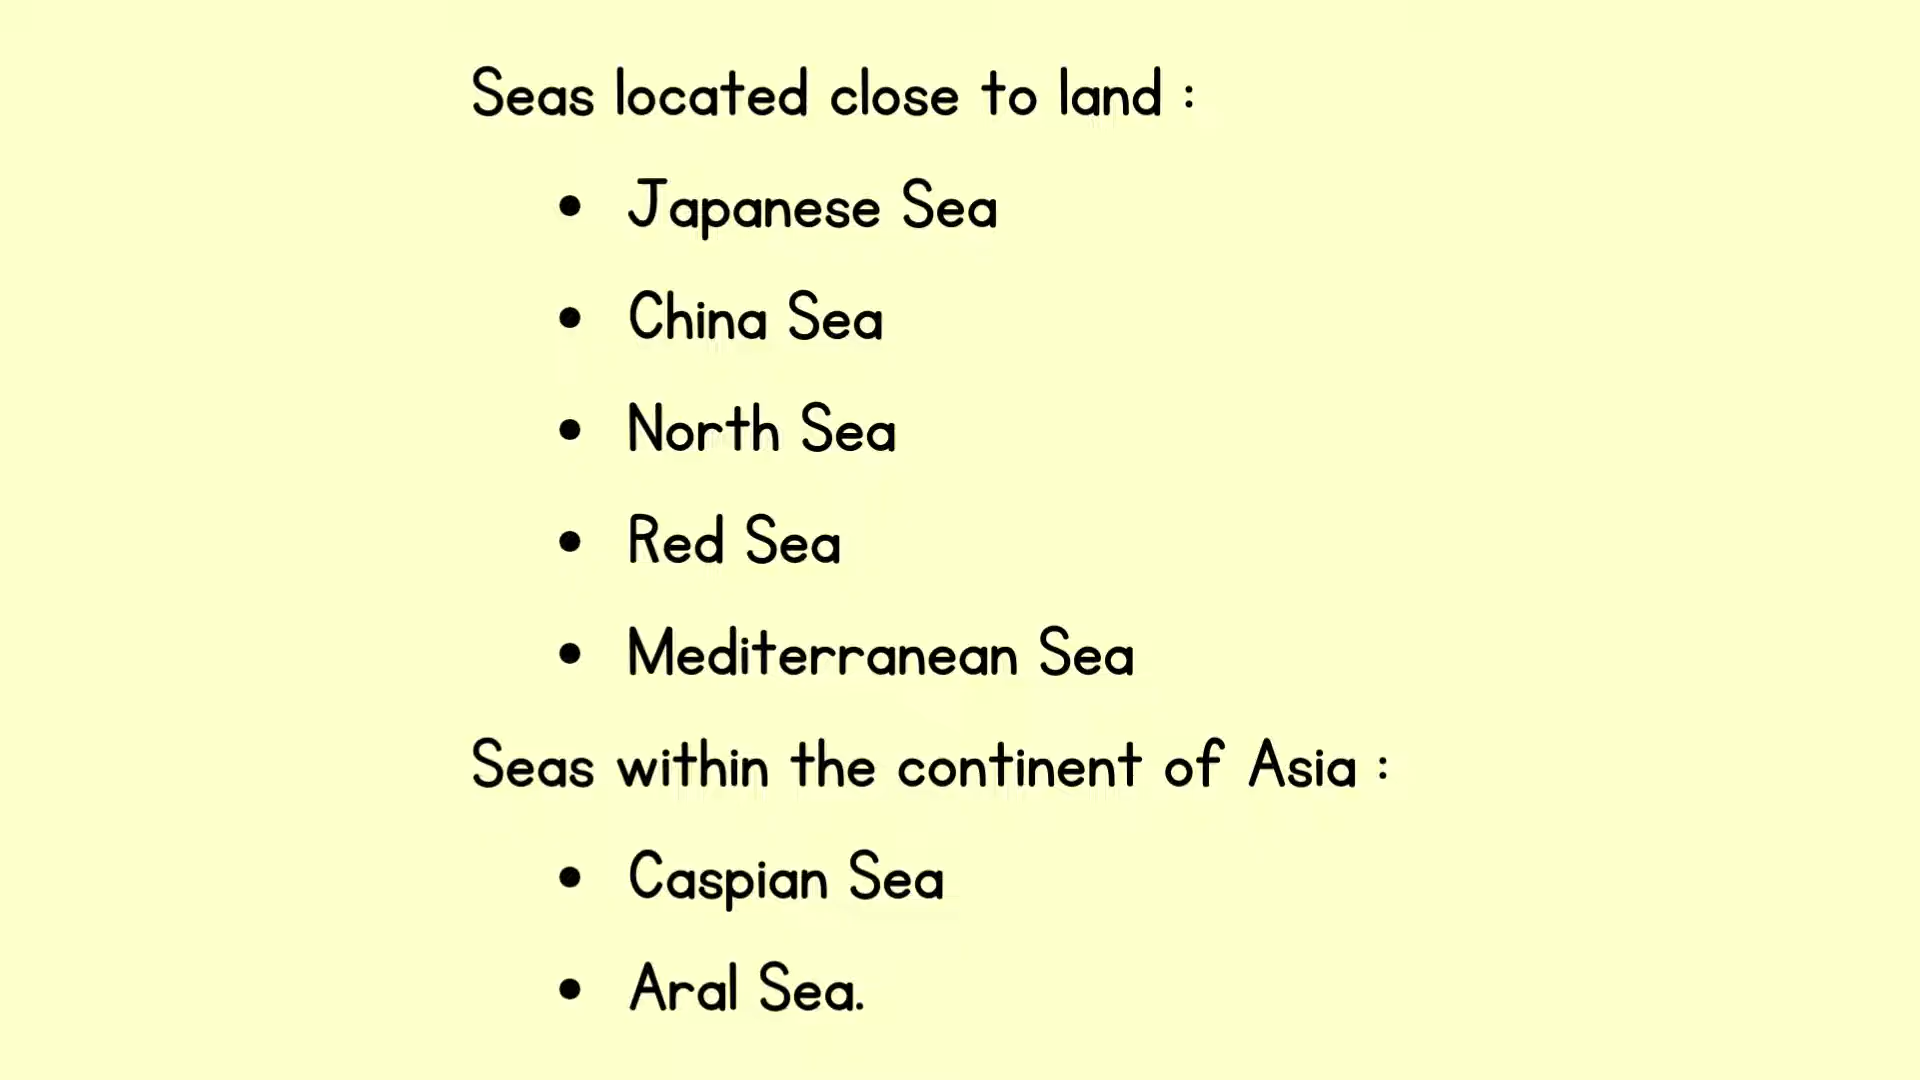 Seas located close to land :
• Japanese Sea
• China Sea
• North Sea
• Red Sea
• Mediterranean Sea
Seas within the continent of Asia :
• Caspian Sea
• Aral Sea.